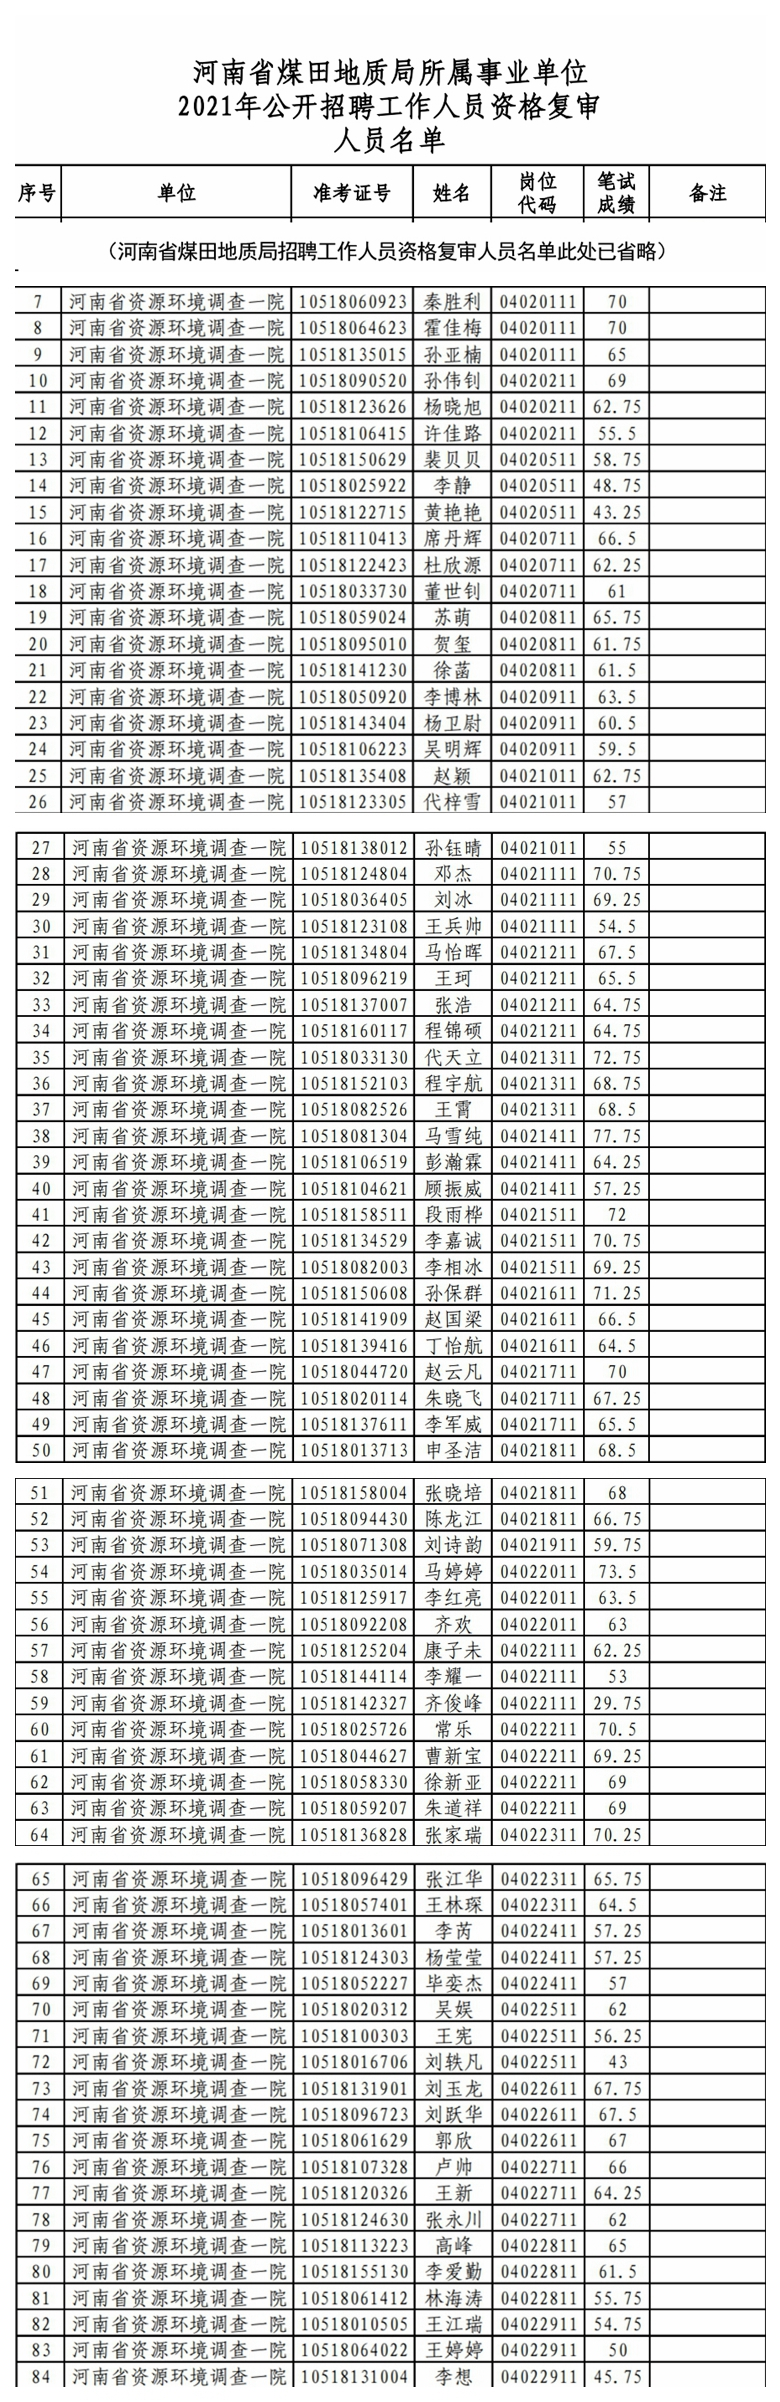 河南省煤田地质局所属事业单位
2021年公开招聘工作人员资格复审
人员名单
序号 单位 准考证号 姓名 岗位代码 笔试成绩 备注
（河南省煤田地质局招聘工作人员资格复审人员名单此处已省略）
7 河南省资源环境调查一院 10518060923 秦胜利 04020111 70
8 河南省资源环境调查一院 10518064623 霍佳梅 04020111 70
9 河南省资源环境调查一院 10518135015 孙亚楠 04020111 65
10 河南省资源环境调查一院 10518090520 孙伟钊 04020211 69
11 河南省资源环境调查一院 10518123626 杨晓旭 04020211 62.75
12 河南省资源环境调查一院 10518106415 许佳路 04020211 55.5
13 河南省资源环境调查一院 10518150629 裴贝贝 04020511 58.75
14 河南省资源环境调查一院 10518025922 李静 04020511 48.75
15 河南省资源环境调查一院 10518122715 黄艳艳 04020511 43.25
16 河南省资源环境调查一院 10518110413 席丹辉 04020711 66.5
17 河南省资源环境调查一院 10518122423 杜欣源 04020711 62.25
18 河南省资源环境调查一院 10518033730 董世钊 04020711 61
19 河南省资源环境调查一院 10518059024 苏萌 04020811 65.75
20 河南省资源环境调查一院 10518095010 贺玺 04020811 61.75
21 河南省资源环境调查一院 10518141230 徐菡 04020811 61.5
22 河南省资源环境调查一院 10518050920 李博林 04020911 63.5
23 河南省资源环境调查一院 10518143404 杨卫尉 04020911 60.5
24 河南省资源环境调查一院 10518106223 吴明辉 04020911 59.5
25 河南省资源环境调查一院 10518135408 赵颖 04021011 62.75
26 河南省资源环境调查一院 10518123305 代梓雪 04021011 57
27 河南省资源环境调查一院 10518138012 孙钰晴 04021011 55
28 河南省资源环境调查一院 10518124804 邓杰 04021111 70.75
29 河南省资源环境调查一院 10518036405 刘冰 04021111 69.25
30 河南省资源环境调查一院 10518123108 王兵帅 04021111 54.5
31 河南省资源环境调查一院 10518134804 马怡晖 04021211 67.5
32 河南省资源环境调查一院 10518096219 王珂 04021211 65.5
33 河南省资源环境调查一院 10518137007 张浩 04021211 64.75
34 河南省资源环境调查一院 10518160117 程锦硕 04021211 64.75
35 河南省资源环境调查一院 10518033130 代天立 04021311 72.75
36 河南省资源环境调查一院 10518152103 程宇航 04021311 68.75
37 河南省资源环境调查一院 10518082526 王霄 04021311 68.5
38 河南省资源环境调查一院 10518081304 马雪纯 04021411 77.75
39 河南省资源环境调查一院 10518106519 彭瀚霖 04021411 64.25
40 河南省资源环境调查一院 10518104621 顾振威 04021411 57.25
41 河南省资源环境调查一院 10518158511 段雨桦 04021511 72
42 河南省资源环境调查一院 10518134529 李嘉诚 04021511 70.75
43 河南省资源环境调查一院 10518082003 李相冰 04021511 69.25
44 河南省资源环境调查一院 10518150608 孙保群 04021611 71.25
45 河南省资源环境调查一院 10518141909 赵国梁 04021611 66.5
46 河南省资源环境调查一院 10518139416 丁怡航 04021611 64.5
47 河南省资源环境调查一院 10518044720 赵云凡 04021711 70
48 河南省资源环境调查一院 10518020114 朱晓飞 04021711 67.25
49 河南省资源环境调查一院 10518137611 李军威 04021711 65.5
50 河南省资源环境调查一院 10518013713 申圣洁 04021811 68.5
51 河南省资源环境调查一院 10518158004 张晓培 04021811 68
52 河南省资源环境调查一院 10518094430 陈龙江 04021811 66.75
53 河南省资源环境调查一院 10518071308 刘诗韵 04021911 59.75
54 河南省资源环境调查一院 10518035014 马婷婷 04022011 73.5
55 河南省资源环境调查一院 10518125917 李红亮 04022011 63.5
56 河南省资源环境调查一院 10518092208 齐欢 04022011 63
57 河南省资源环境调查一院 10518125204 康子未 04022111 62.25
58 河南省资源环境调查一院 10518144114 李耀一 04022111 53
59 河南省资源环境调查一院 10518142327 齐俊峰 04022111 29.75
60 河南省资源环境调查一院 10518025726 常乐 04022211 70.5
61 河南省资源环境调查一院 10518044627 曹新宝 04022211 69.25
62 河南省资源环境调查一院 10518058330 徐新亚 04022211 69
63 河南省资源环境调查一院 10518059207 朱道祥 04022211 69
64 河南省资源环境调查一院 10518136828 张家瑞 04022311 70.25
65 河南省资源环境调查一院 10518096429 张江华 04022311 65.75
66 河南省资源环境调查一院 10518057401 王林琛 04022311 64.5
67 河南省资源环境调查一院 10518013601 李芮 04022411 57.25
68 河南省资源环境调查一院 10518124303 杨莹莹 04022411 57.25
69 河南省资源环境调查一院 10518052227 毕娈杰 04022411 57
70 河南省资源环境调查一院 10518020312 吴娱 04022511 62
71 河南省资源环境调查一院 10518100303 王宪 04022511 56.25
72 河南省资源环境调查一院 10518016706 刘轶凡 04022511 43
73 河南省资源环境调查一院 10518131901 刘玉龙 04022611 67.75
74 河南省资源环境调查一院 10518096723 刘跃华 04022611 67.5
75 河南省资源环境调查一院 10518061629 郭欣 04022611 67
76 河南省资源环境调查一院 10518107328 卢帅 04022711 66
77 河南省资源环境调查一院 10518120326 王新 04022711 64.25
78 河南省资源环境调查一院 10518124630 张永川 04022711 62
79 河南省资源环境调查一院 10518113223 高峰 04022811 65
80 河南省资源环境调查一院 10518155130 李爱勤 04022811 61.5
81 河南省资源环境调查一院 10518061412 林海涛 04022811 55.75
82 河南省资源环境调查一院 10518010505 王江瑞 04022911 54.75
83 河南省资源环境调查一院 10518064022 王婷婷 04022911 50
84 河南省资源环境调查一院 10518131004 李想 04022911 45.75